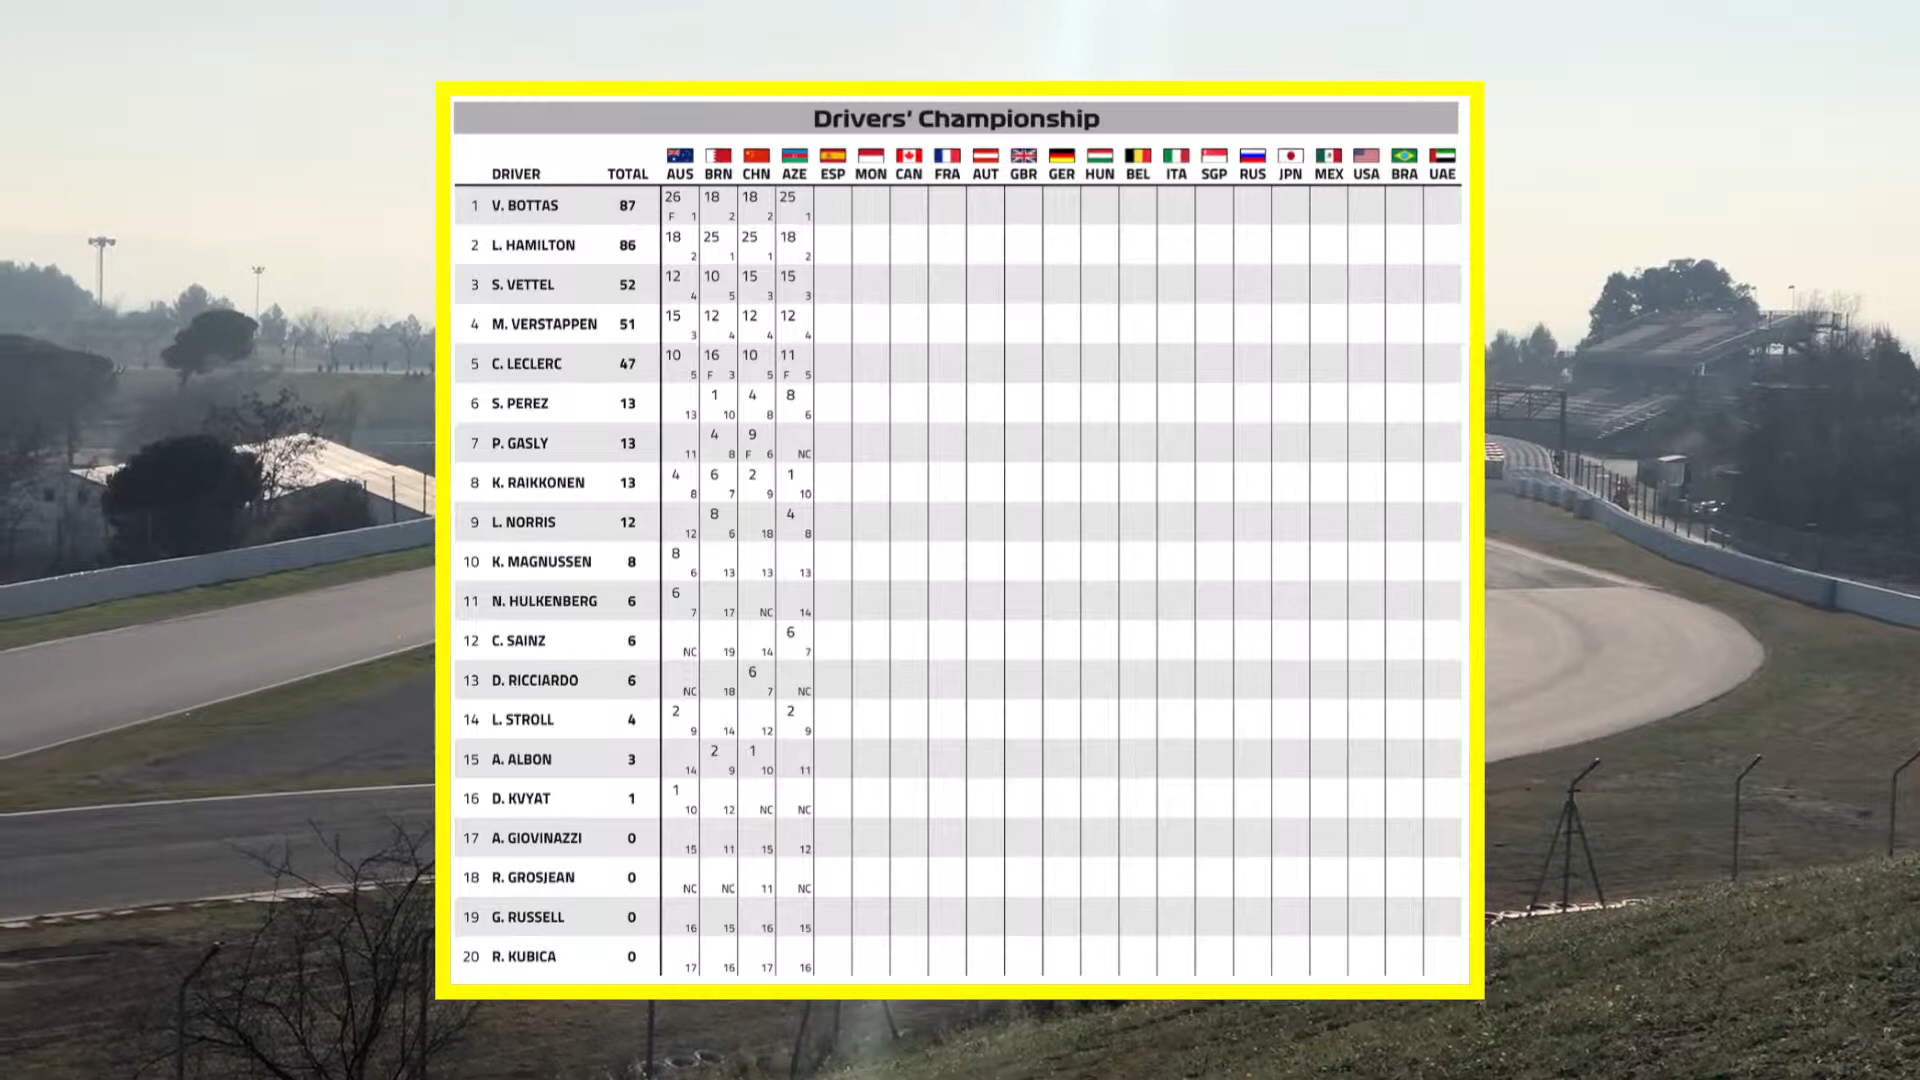 Drivers' Championship
DRIVER TOTAL AUS BRN CHN AZE ESP MON CAN FRA AUT GBR GER HUN BEL ITA SGP RUS JPN MEX USA BRA UAE
1 V. BOTTAS 87 26 F 1 18 2 18 2 25 1
2 L. HAMILTON 86 18 2 25 1 25 1 18 2
3 S. VETTEL 52 12 4 10 5 15 3 15 3
4 M. VERSTAPPEN 51 15 3 12 4 12 4 12 4
5 C. LECLERC 47 10 5 16 F 3 10 5 11 F 5
6 S. PEREZ 13 13 1 10 4 8 8 6
7 P. GASLY 13 11 4 8 9 F 6 NC
8 K. RAIKKONEN 13 4 8 6 7 2 9 1 10
9 L. NORRIS 12 12 8 6 18 4 8
10 K. MAGNUSSEN 8 8 6 13 13 13
11 N. HULKENBERG 6 6 7 17 NC 14
12 C. SAINZ 6 NC 19 14 6 7
13 D. RICCIARDO 6 NC 18 6 7 NC
14 L. STROLL 4 2 9 14 12 2 9
15 A. ALBON 3 14 2 9 1 10 11
16 D. KVYAT 1 1 10 12 NC NC
17 A. GIOVINAZZI 0 15 11 15 12
18 R. GROSJEAN 0 NC NC 11 NC
19 G. RUSSELL 0 16 15 16 15
20 R. KUBICA 0 17 16 17 16